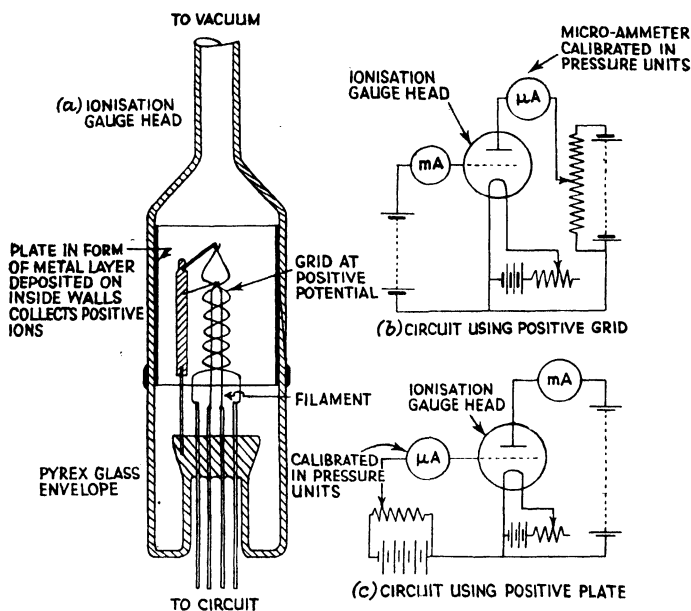 TO VACUUM
(a) IONISATION
GAUGE HEAD
PLATE IN FORM
OF METAL LAYER
DEPOSITED ON
INSIDE WALLS
COLLECTS POSITIVE
IONS
GRID AT
POSITIVE
POTENTIAL
FILAMENT
PYREX GLASS
ENVELOPE
TO CIRCUIT
MICRO-AMMETER
CALIBRATED IN
PRESSURE UNITS
IONISATION
GAUGE HEAD
μA
mA
(b) CIRCUIT USING POSITIVE GRID
IONISATION
GAUGE HEAD
mA
CALIBRATED
IN PRESSURE
UNITS
μA
(c) CIRCUIT USING POSITIVE PLATE